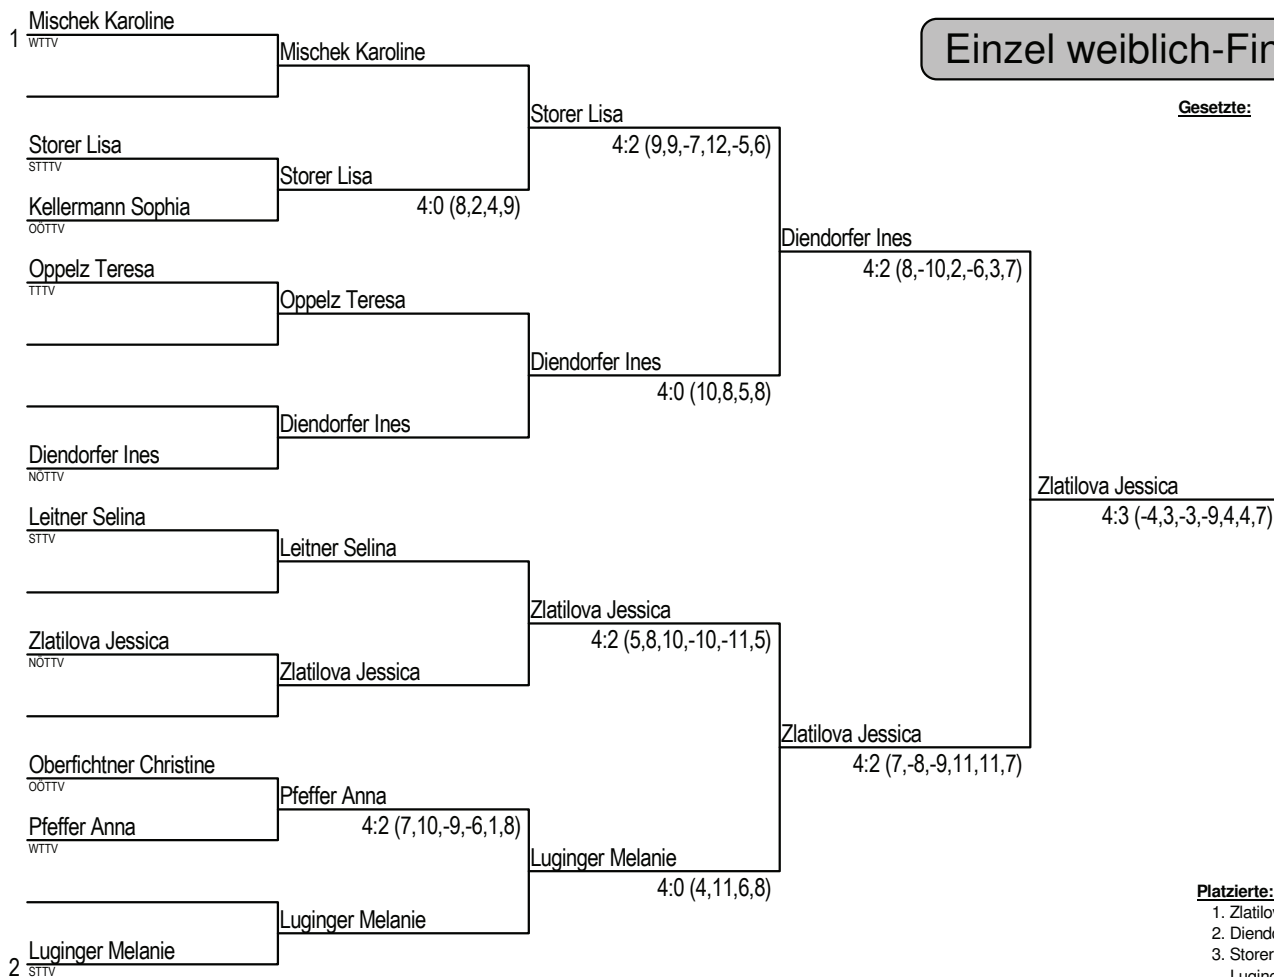 Einzel weiblich-Fin
Gesetzte:
1 Mischek Karoline
WTTV
Storer Lisa
STTTV
Kellermann Sophia
OÖTTV
Oppelz Teresa
TTTV
Diendorfer Ines
NÖTTV
Leitner Selina
STTV
Zlatilova Jessica
NÖTTV
Oberfichtner Christine
OÖTTV
Pfeffer Anna
WTTV
2 Luginger Melanie
STTV
Mischek Karoline
Storer Lisa
4:0 (8,2,4,9)
Oppelz Teresa
Diendorfer Ines
Leitner Selina
Zlatilova Jessica
Pfeffer Anna
4:2 (7,10,-9,-6,1,8)
Luginger Melanie
Storer Lisa
4:2 (9,9,-7,12,-5,6)
Diendorfer Ines
4:0 (10,8,5,8)
Zlatilova Jessica
4:2 (5,8,10,-10,-11,5)
Luginger Melanie
4:0 (4,11,6,8)
Diendorfer Ines
4:2 (8,-10,2,-6,3,7)
Zlatilova Jessica
4:2 (7,-8,-9,11,11,7)
Zlatilova Jessica
4:3 (-4,3,-3,-9,4,4,7)
Platzierte:
1. Zlatilov
2. Diendo
3. Storer
Luginge